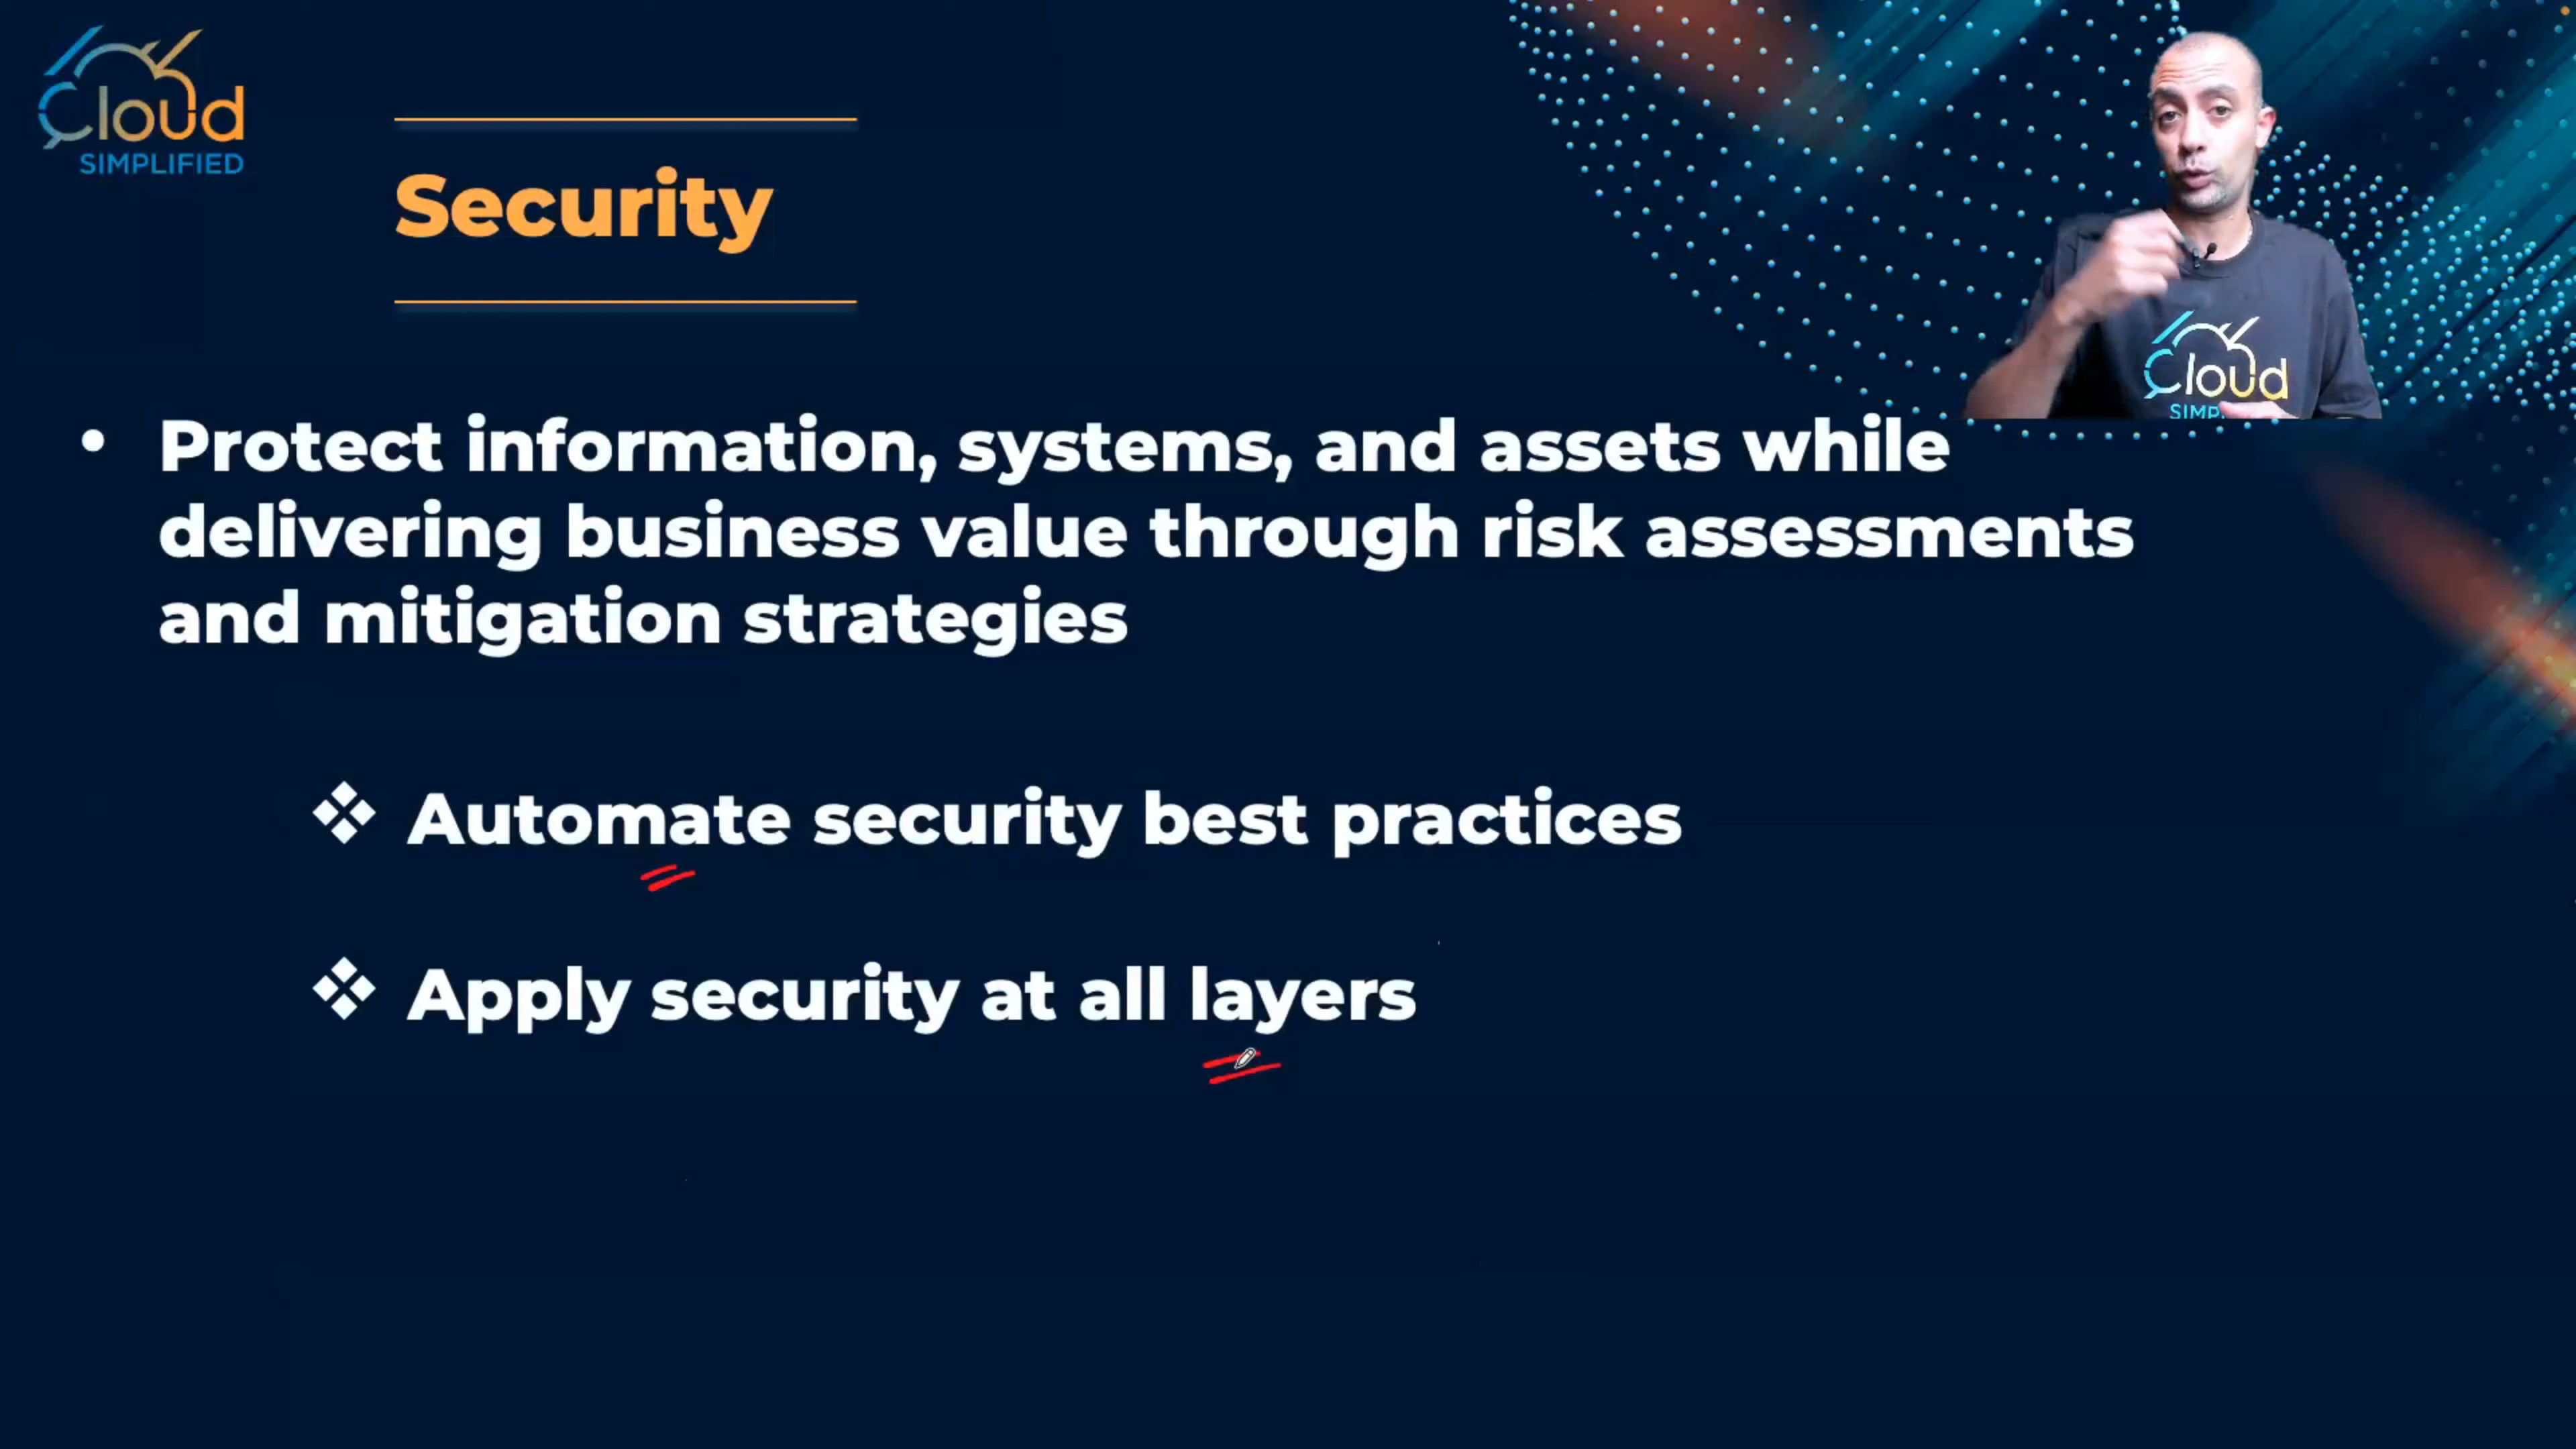 Cloud
SIMPLIFIED
Security
Cloud
• Protect information, systems, and assets while
delivering business value through risk assessments
and mitigation strategies
❖ Automate security best practices
❖ Apply security at all layers